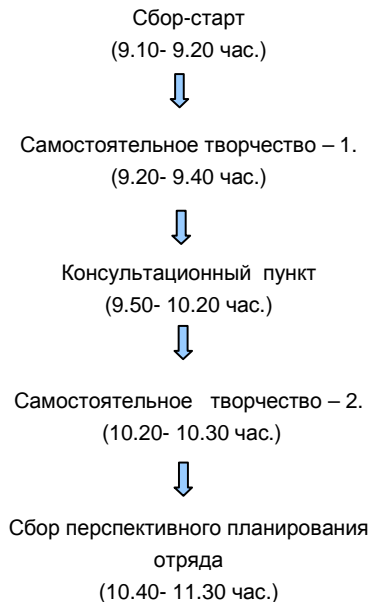 Сбор-старт
(9.10- 9.20 час.)
Самостоятельное творчество – 1.
(9.20- 9.40 час.)
Консультационный пункт
(9.50- 10.20 час.)
Самостоятельное творчество – 2.
(10.20- 10.30 час.)
Сбор перспективного планирования
отряда
(10.40- 11.30 час.)